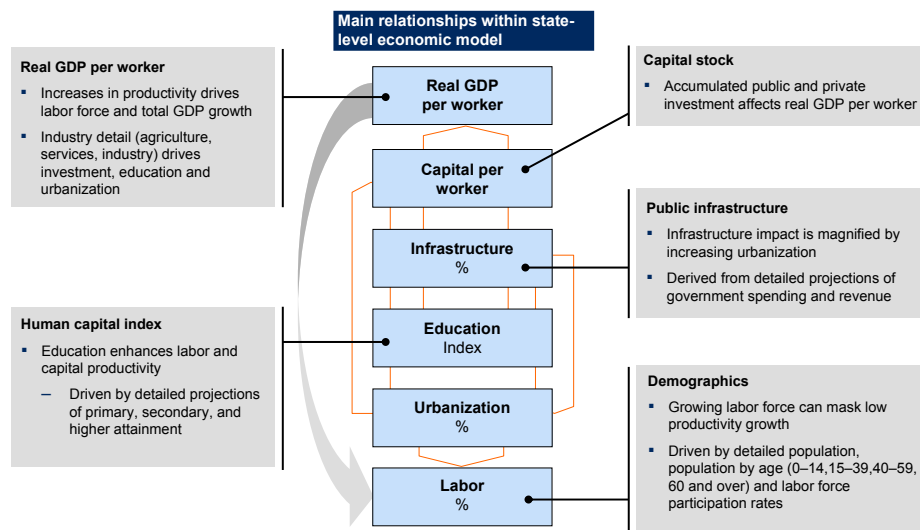 Main relationships within state-
level economic model
Real GDP per worker
▪ Increases in productivity drives
labor force and total GDP growth
▪ Industry detail (agriculture,
services, industry) drives
investment, education and
urbanization
Human capital index
▪ Education enhances labor and
capital productivity
– Driven by detailed projections
of primary, secondary, and
higher attainment
Real GDP
per worker
Capital per
worker
Infrastructure
%
Education
Index
Urbanization
%
Labor
%
Capital stock
▪ Accumulated public and private
investment affects real GDP per worker
Public infrastructure
▪ Infrastructure impact is magnified by
increasing urbanization
▪ Derived from detailed projections of
government spending and revenue
Demographics
▪ Growing labor force can mask low
productivity growth
▪ Driven by detailed population,
population by age (0–14,15–39,40–59,
60 and over) and labor force
participation rates